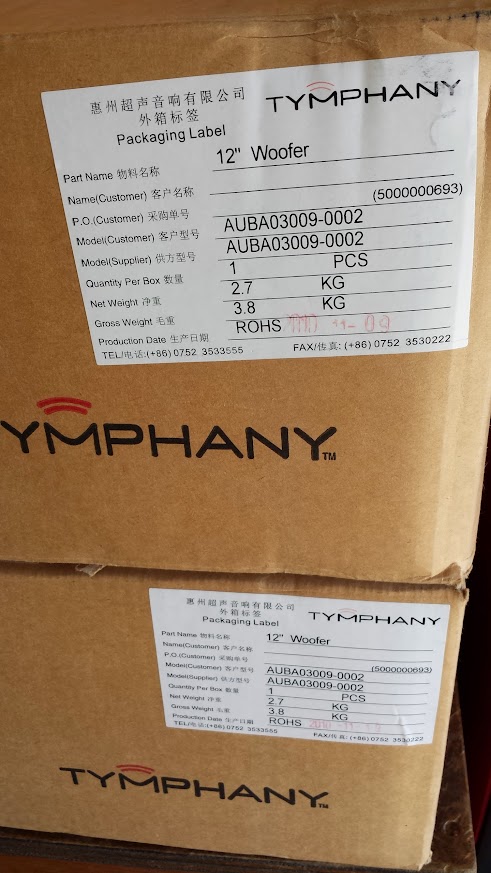 惠州超声音响有限公司 TYMPHANY
外箱标签
Packaging Label
Part Name 物料名称 12" Woofer
Name(Customer) 客户名称
P.O.(Customer) 采购单号 (5000000693)
Model(Customer) 客户型号 AUBA03009-0002
Model(Supplier) 供方型号 AUBA03009-0002
Quantity Per Box 数量 1 PCS
Net Weight 净重 2.7 KG
Gross Weight 毛重 3.8 KG
Production Date 生产日期 ROHS
TEL/电话:(+86) 0752 3533555 FAX/传真: (+86) 0752 3530222
YMPHANY TM
惠州超声音响有限公司 TYMPHANY
外箱标签
Packaging Label
Part Name 物料名称 12" Woofer
Name(Customer) 客户名称
P.O.(Customer) 采购单号 (5000000693)
Model(Customer) 客户型号 AUBA03009-0002
Model(Supplier) 供方型号 AUBA03009-0002
Quantity Per Box 数量 1 PCS
Net Weight 净重 2.7 KG
Gross Weight 毛重 3.8 KG
Production Date 生产日期 ROHS
TEL/电话:(+86) 0752 3533555 FAX/传真: (+86) 0752 3530222
TYMPHANY TM